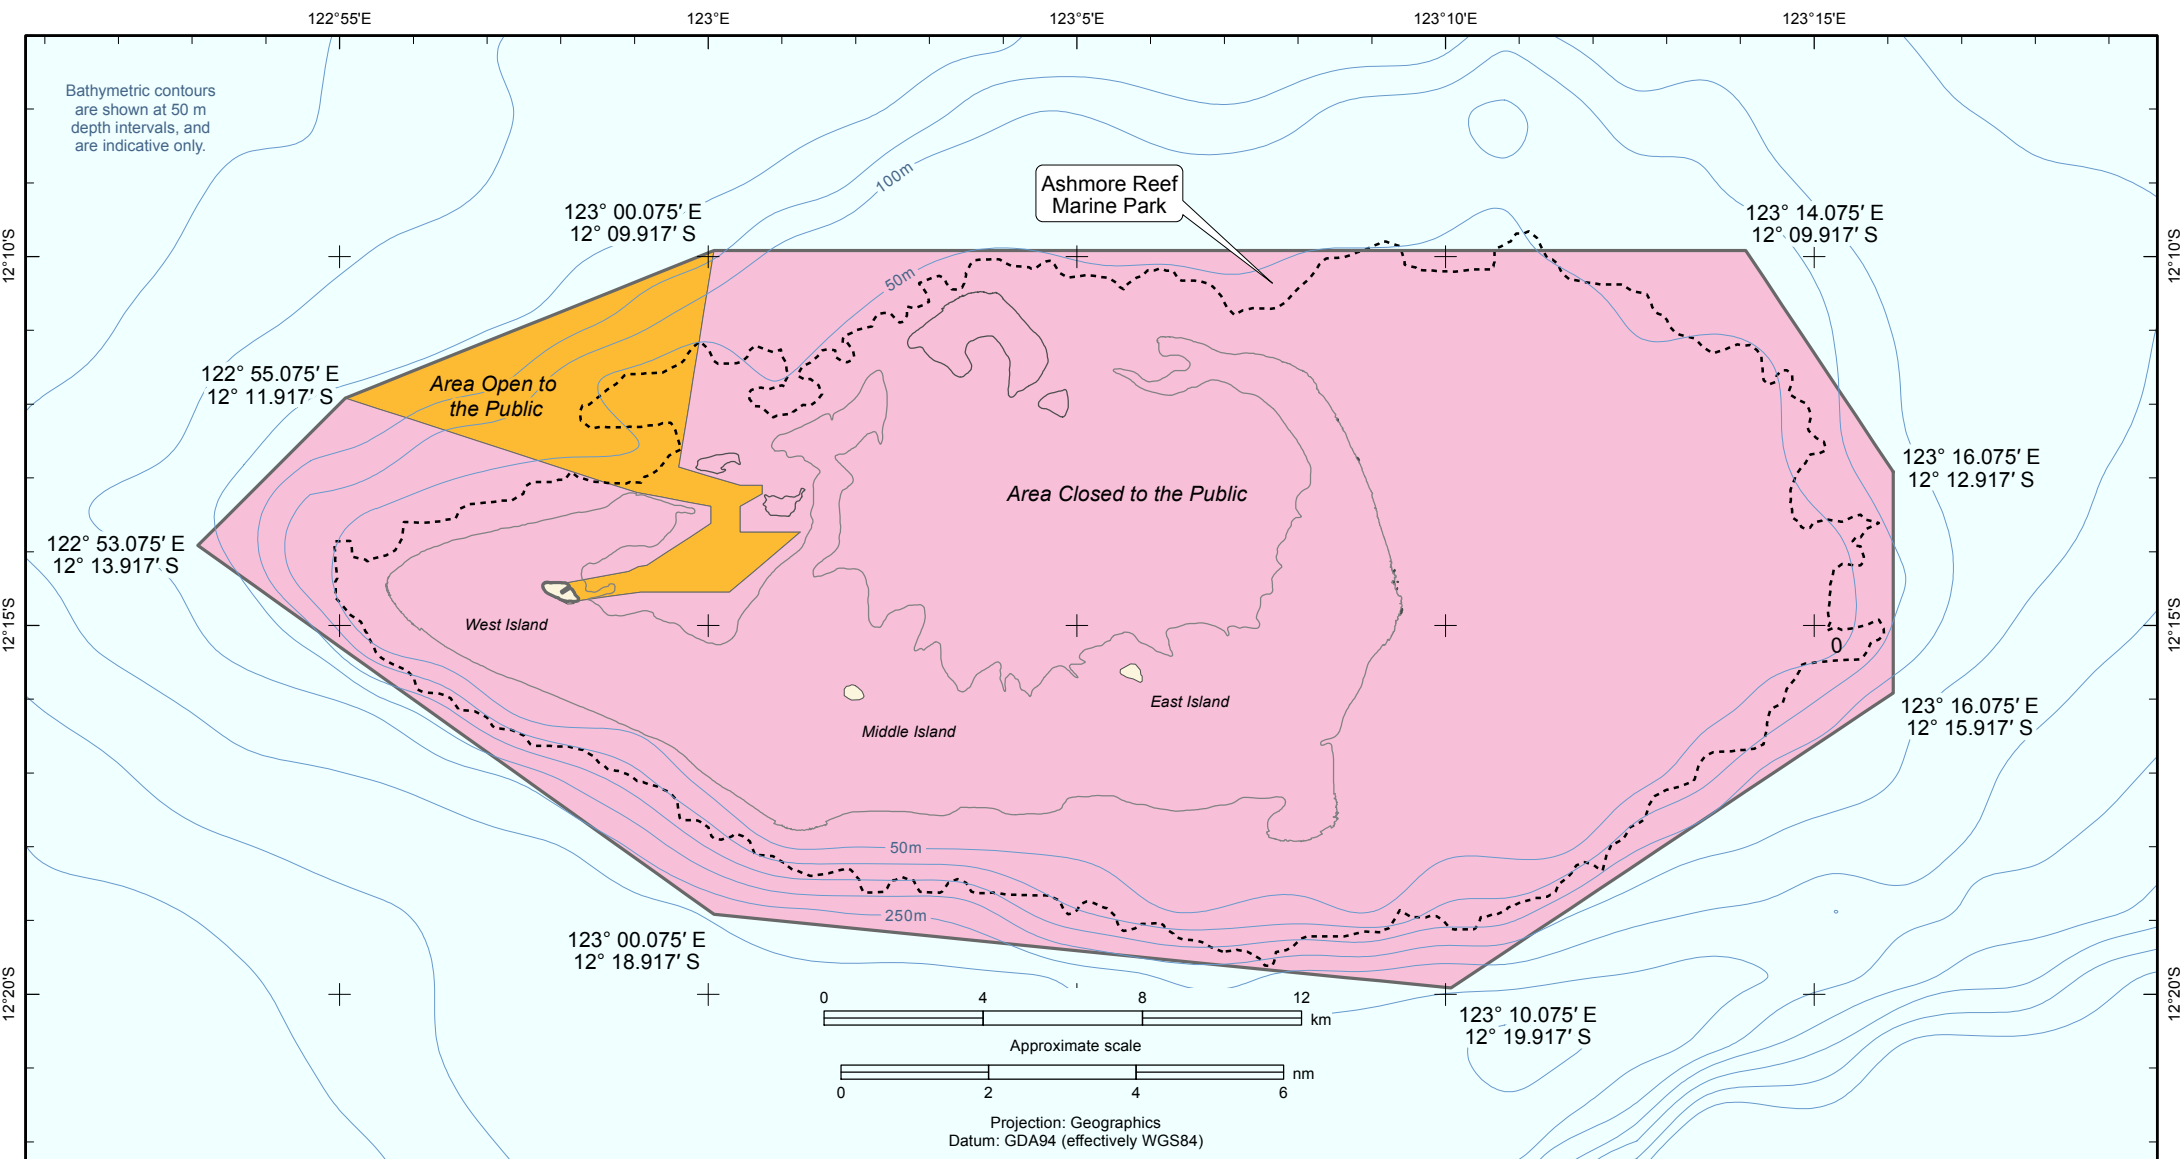 122°55'E
123°E
123°5'E
123°10'E
123°15'E
Bathymetric contours
are shown at 50 m
depth intervals, and
are indicative only.
100m
Ashmore Reef
Marine Park
123° 00.075′ E
12° 09.917′ S
123° 14.075′ E
12° 09.917′ S
12°10'S
12°10'S
50m
122° 55.075′ E
12° 11.917′ S
Area Open to
the Public
123° 16.075′ E
12° 12.917′ S
Area Closed to the Public
122° 53.075′ E
12° 13.917′ S
12°15'S
West Island
12°15'S
0
East Island
Middle Island
123° 16.075′ E
12° 15.917′ S
50m
250m
123° 00.075′ E
12° 18.917′ S
12°20'S
12°20'S
0 4 8 12
km
123° 10.075′ E
12° 19.917′ S
Approximate scale
nm
0 2 4 6
Projection: Geographics
Datum: GDA94 (effectively WGS84)